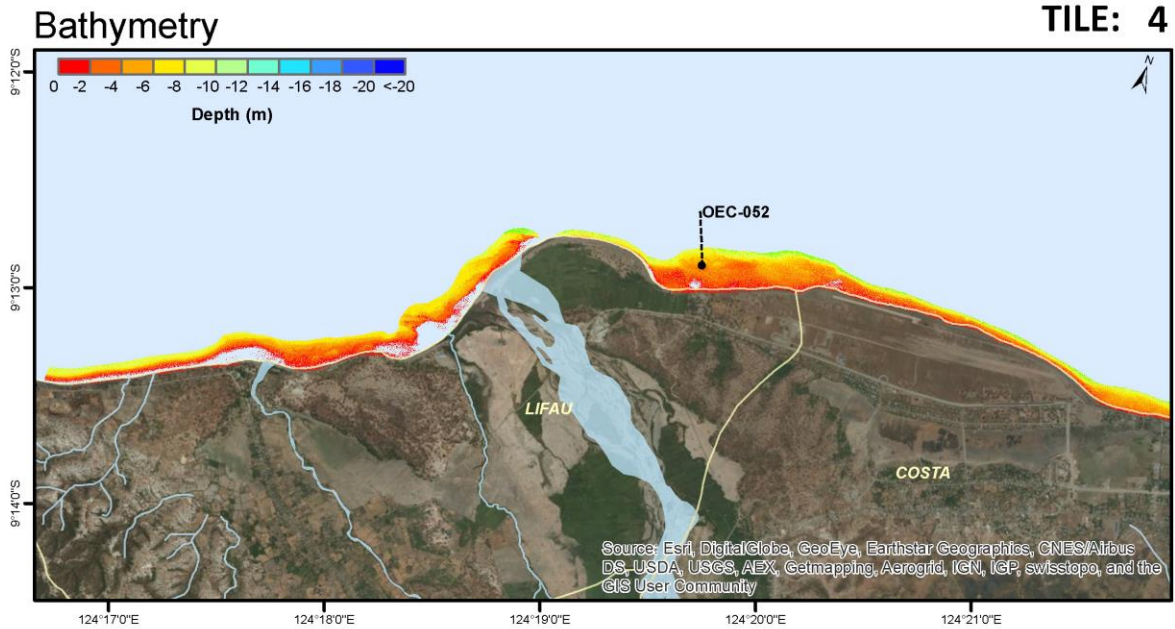 Bathymetry
TILE: 4
9°12'0"S
0 -2 -4 -6 -8 -10 -12 -14 -16 -18 -20 <-20
Depth (m)
N
OEC-052
9°13'0"S
LIFAU
COSTA
9°14'0"S
Source: Esri, DigitalGlobe, GeoEye, Earthstar Geographics, CNES/Airbus
DS, USDA, USGS, AEX, Getmapping, Aerogrid, IGN, IGP, swisstopo, and the
GIS User Community
124°17'0"E 124°18'0"E 124°19'0"E 124°20'0"E 124°21'0"E